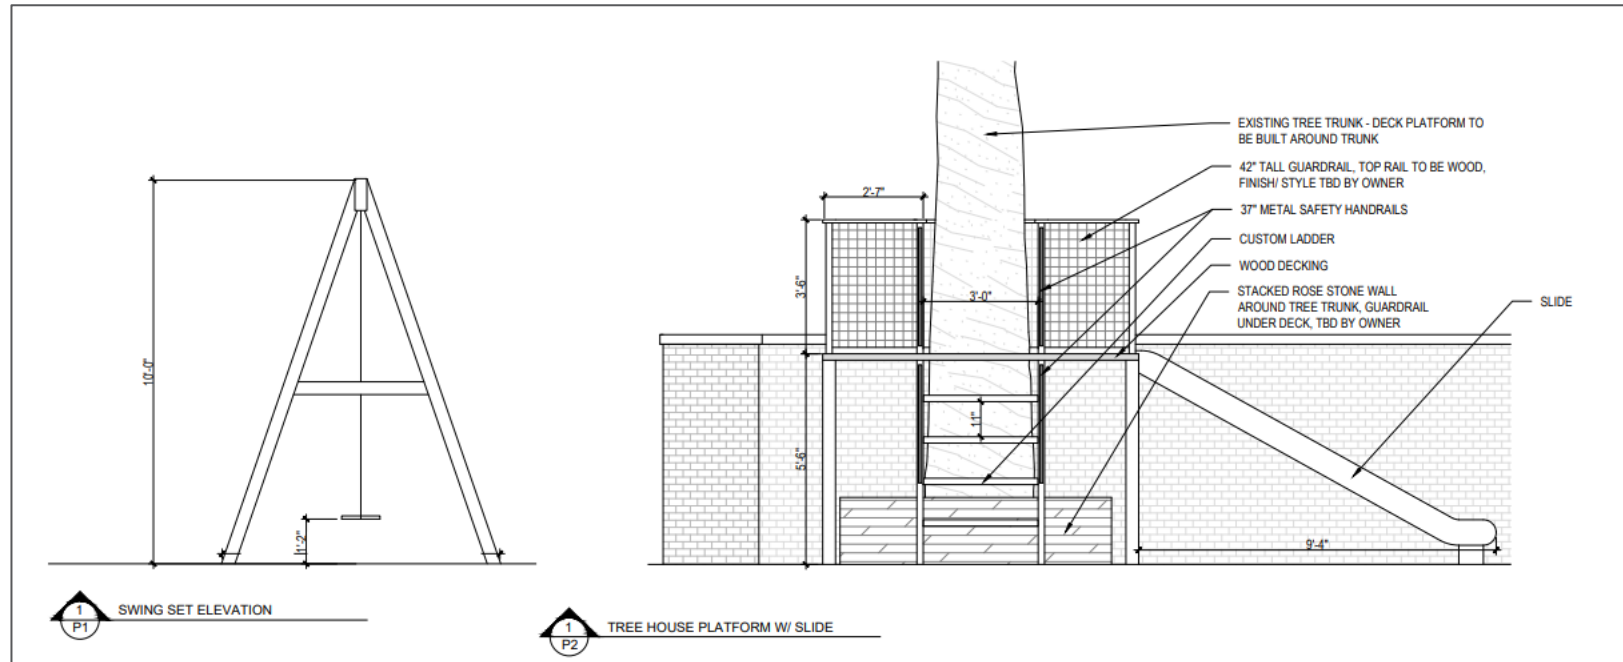 EXISTING TREE TRUNK - DECK PLATFORM TO
BE BUILT AROUND TRUNK
42" TALL GUARDRAIL, TOP RAIL TO BE WOOD,
FINISH/ STYLE TBD BY OWNER
37" METAL SAFETY HANDRAILS
CUSTOM LADDER
WOOD DECKING
STACKED ROSE STONE WALL
AROUND TREE TRUNK, GUARDRAIL
UNDER DECK, TBD BY OWNER
SLIDE
2'-7"
3'-6"
3'-0"
11"
5'-6"
9'-4"
10'-0"
1'-2"
1
P1
SWING SET ELEVATION
1
P2
TREE HOUSE PLATFORM W/ SLIDE